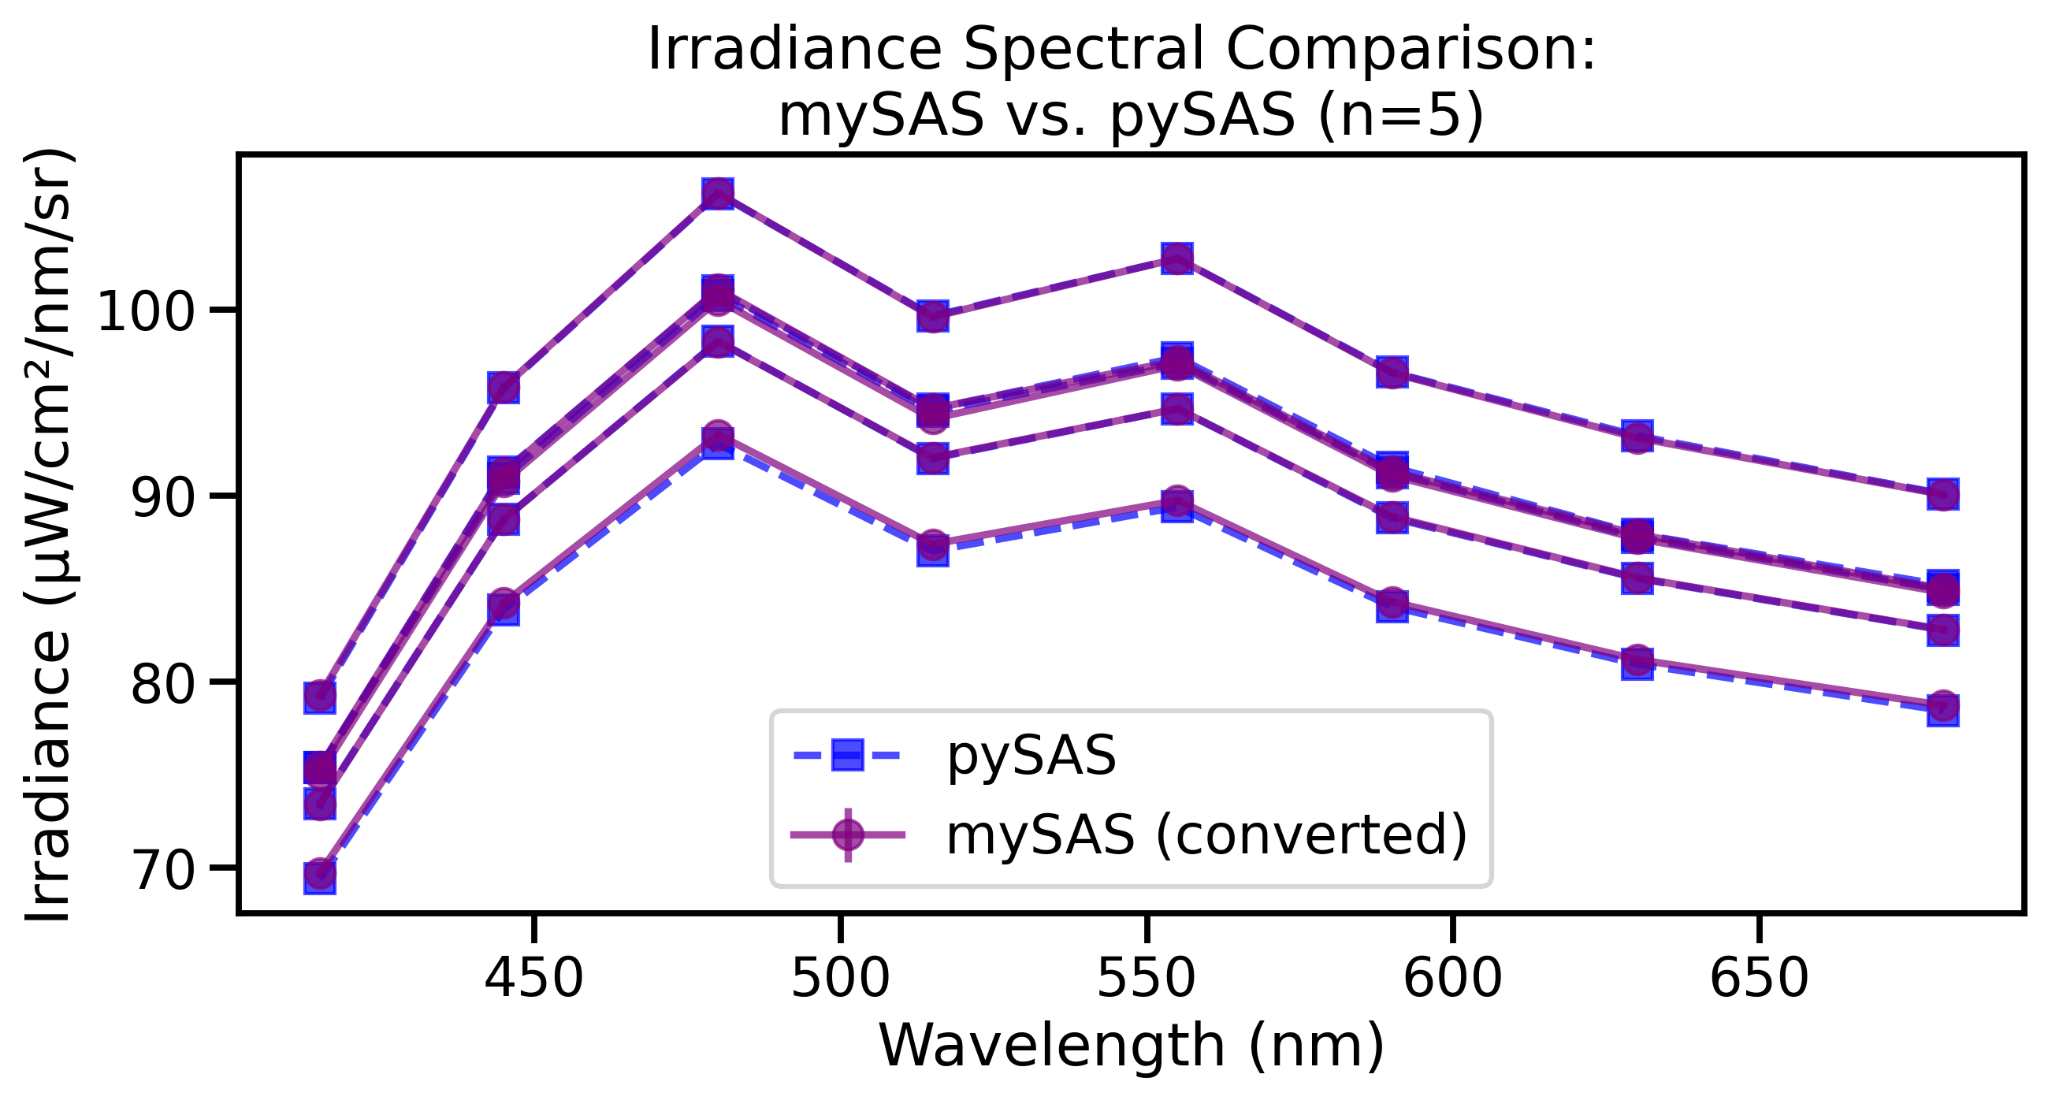 Irradiance Spectral Comparison:
mySAS vs. pySAS (n=5)
Irradiance (µW/cm²/nm/sr)
100
90
80
70
pySAS
mySAS (converted)
450
500
550
600
650
Wavelength (nm)